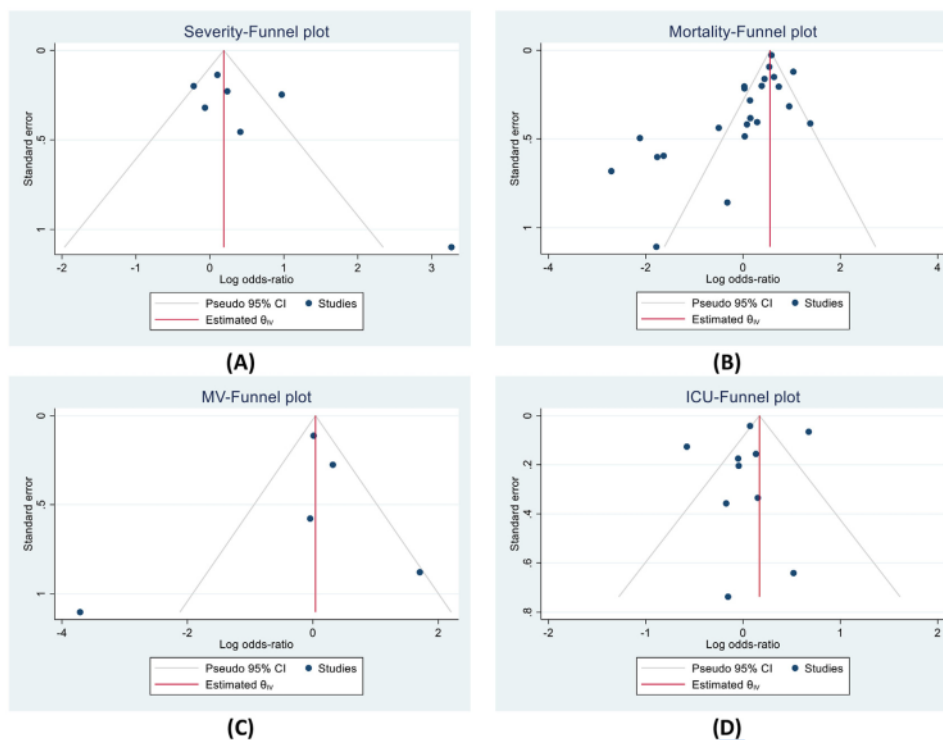 Severity-Funnel plot
Standard error
0
.5
1
-2
-1
0
1
2
3
Log odds-ratio
Pseudo 95% CI
Studies
Estimated θIV
(A)
Mortality-Funnel plot
Standard error
0
.5
1
-4
-2
0
2
4
Log odds-ratio
Pseudo 95% CI
Studies
Estimated θIV
(B)
MV-Funnel plot
Standard error
0
.5
1
-4
-2
0
2
Log odds-ratio
Pseudo 95% CI
Studies
Estimated θIV
(C)
ICU-Funnel plot
Standard error
0
.2
.4
.6
.8
-2
-1
0
1
2
Log odds-ratio
Pseudo 95% CI
Studies
Estimated θIV
(D)